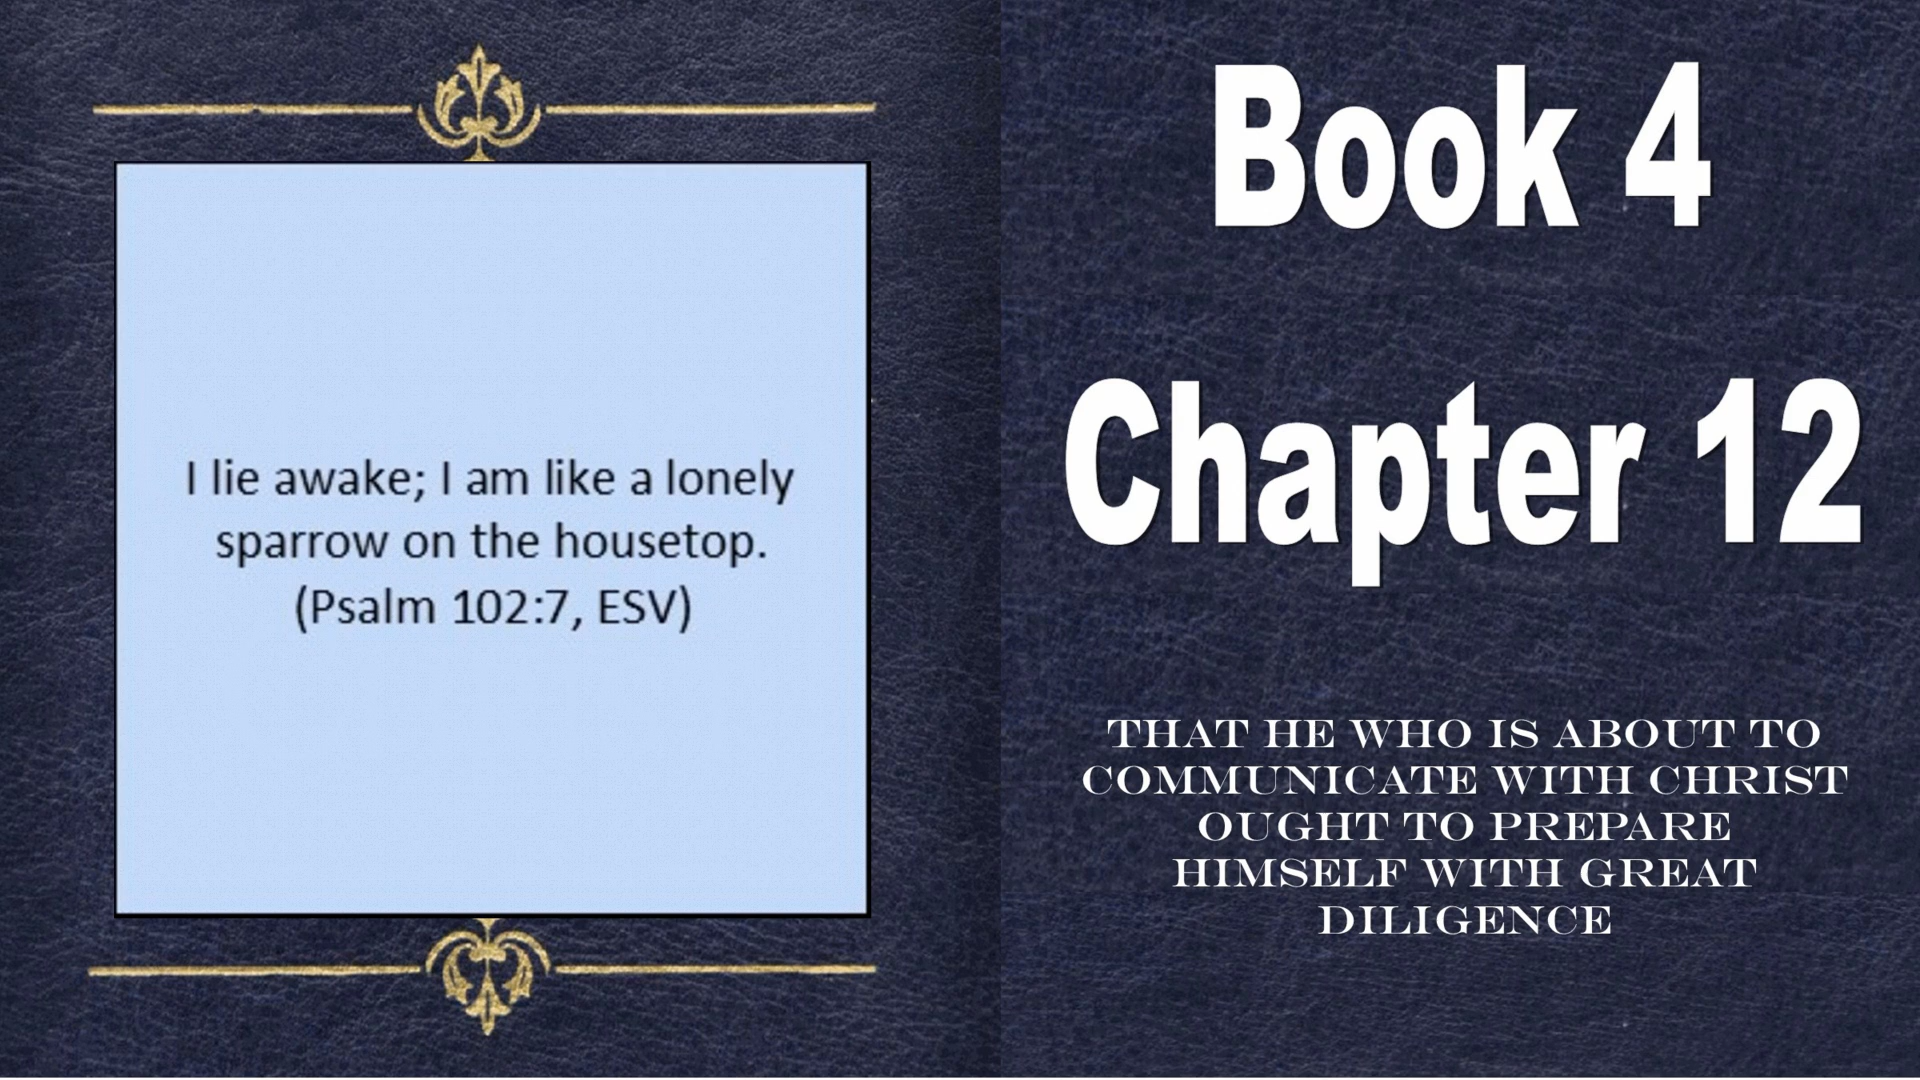 I lie awake; I am like a lonely
sparrow on the housetop.
(Psalm 102:7, ESV)
Book 4
Chapter 12
THAT HE WHO IS ABOUT TO
COMMUNICATE WITH CHRIST
OUGHT TO PREPARE
HIMSELF WITH GREAT
DILIGENCE